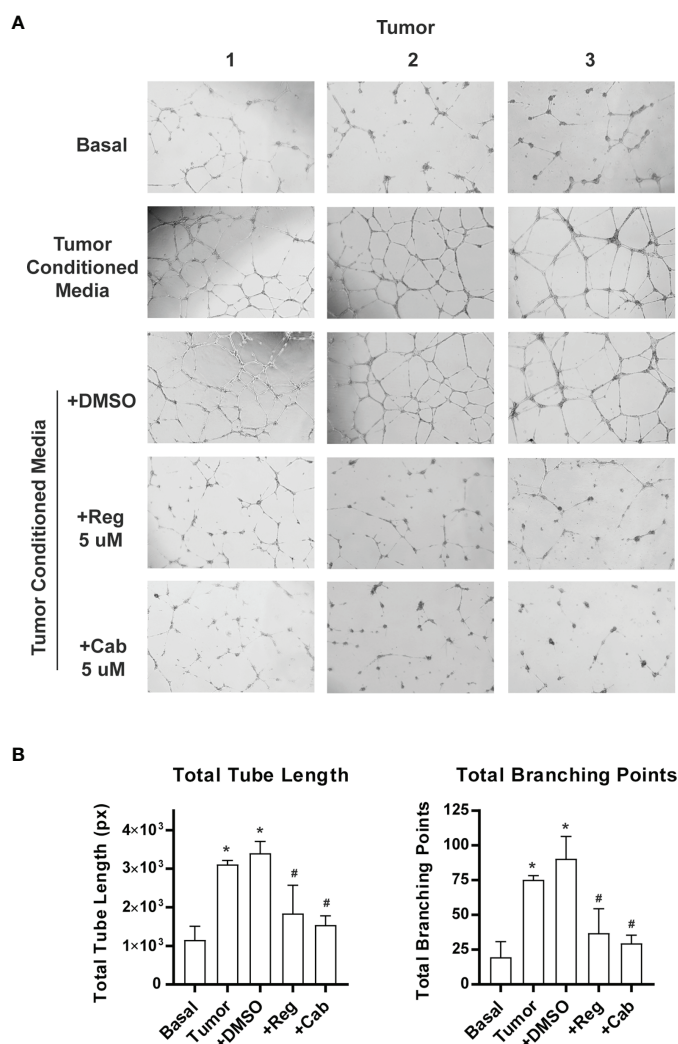 A
Tumor
1 2 3
Basal
Tumor
Conditioned
Media
Tumor Conditioned Media
+DMSO
+Reg
5 uM
+Cab
5 uM
B
Total Tube Length
Total Tube Length (px)
4×10³
3×10³
2×10³
1×10³
0
* * # #
Basal Tumor +DMSO +Reg +Cab
Total Branching Points
Total Branching Points
125
100
75
50
25
0
* * # #
Basal Tumor +DMSO +Reg +Cab